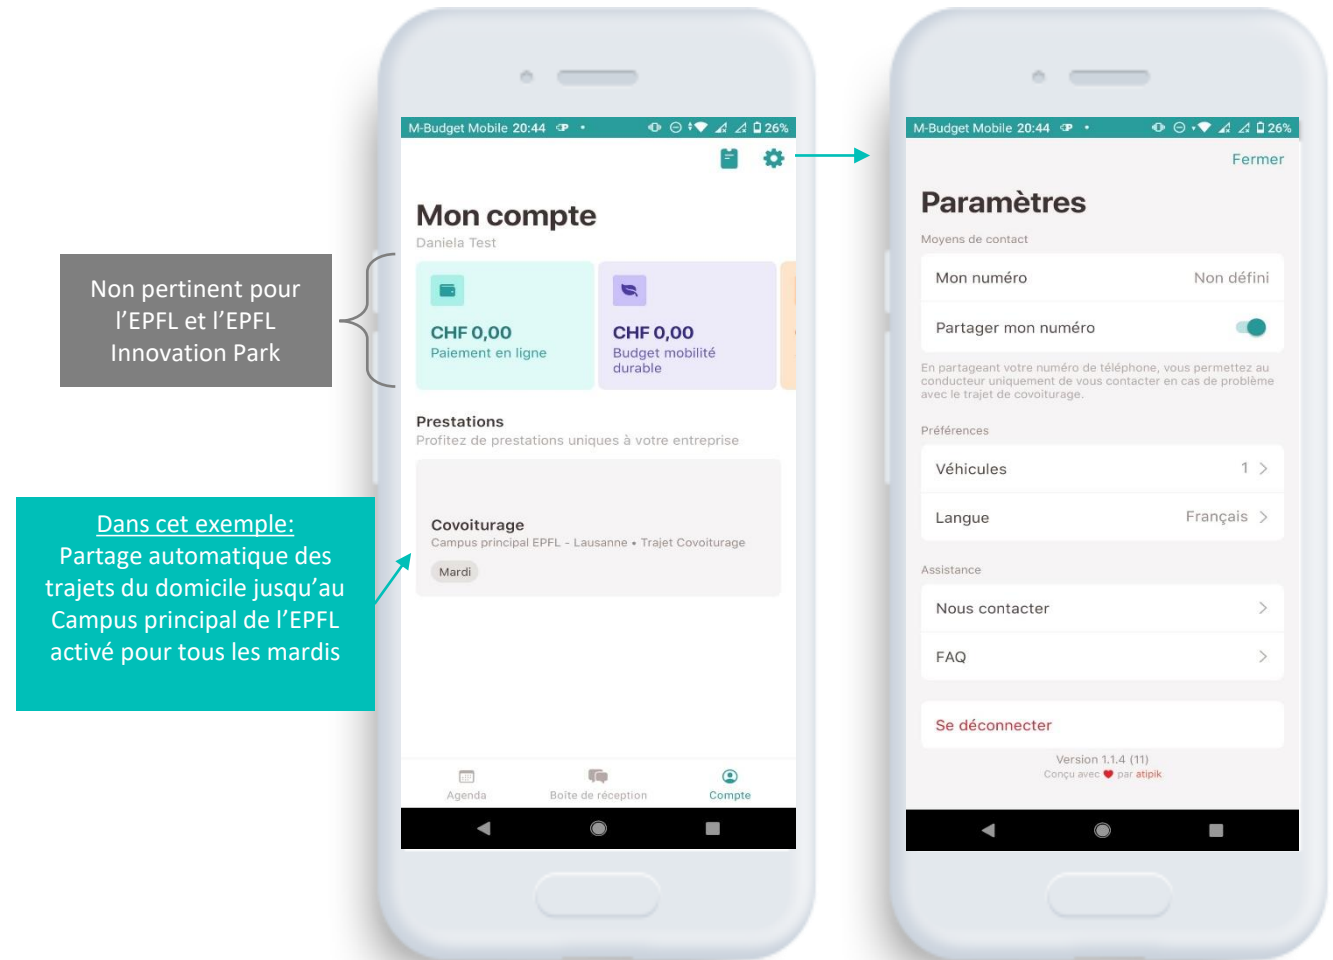 Non pertinent pour
l'EPFL et l'EPFL
Innovation Park
Dans cet exemple:
Partage automatique des
trajets du domicile jusqu'au
Campus principal de l'EPFL
activé pour tous les mardis
M-Budget Mobile 20:44
26%
Mon compte
Daniela Test
CHF 0,00
Paiement en ligne
CHF 0,00
Budget mobilité
durable
Prestations
Profitez de prestations uniques à votre entreprise
Covoiturage
Campus principal EPFL - Lausanne • Trajet Covoiturage
Mardi
Agenda
Boîte de réception
Compte
M-Budget Mobile 20:44
26%
Fermer
Paramètres
Moyens de contact
Mon numéro Non défini
Partager mon numéro
En partageant votre numéro de téléphone, vous permettez au
conducteur uniquement de vous contacter en cas de problème
avec le trajet de covoiturage.
Préférences
Véhicules 1
Langue Français
Assistance
Nous contacter
FAQ
Se déconnecter
Version 1.1.4 (11)
Conçu avec ❤ par atipik